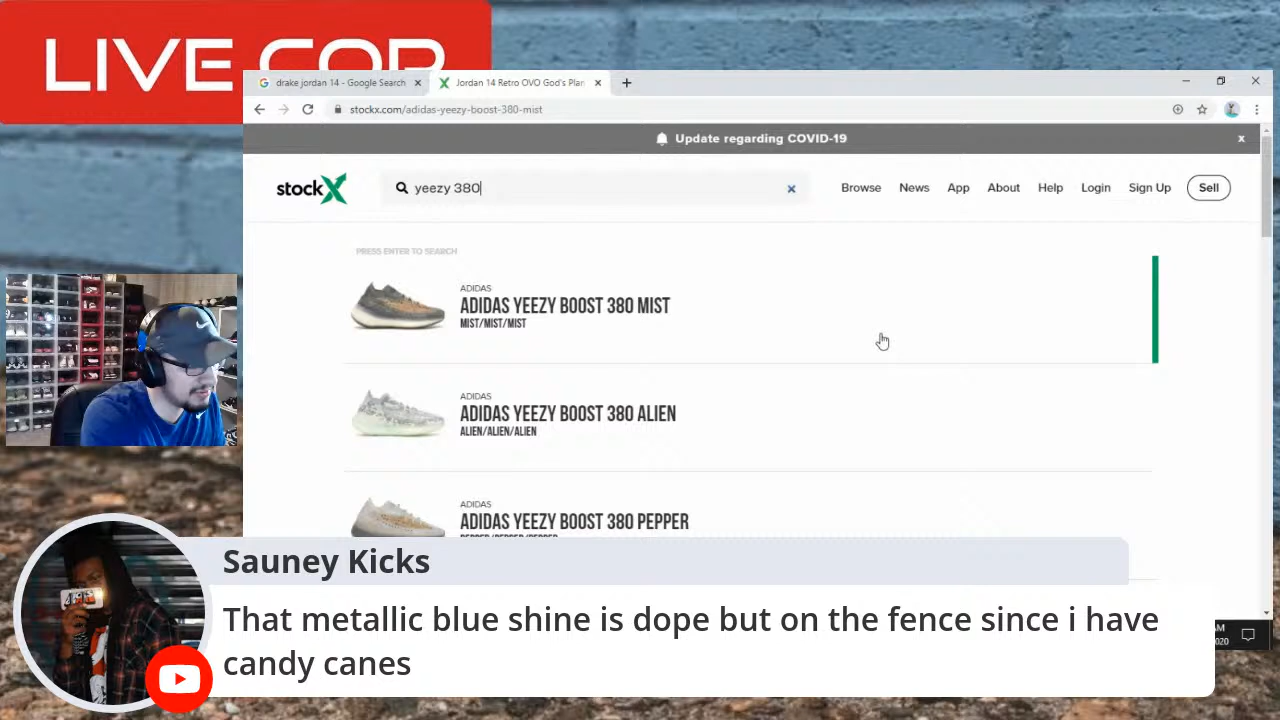 LIVE COP
drake jordan 14 - Google Search
Jordan 14 Retro OVO God's Plan
stockx.com/adidas-yeezy-boost-380-mist
Update regarding COVID-19
x
stockX
yeezy 380
Browse
News
App
About
Help
Login
Sign Up
Sell
PRESS ENTER TO SEARCH
ADIDAS
ADIDAS YEEZY BOOST 380 MIST
MIST/MIST/MIST
ADIDAS
ADIDAS YEEZY BOOST 380 ALIEN
ALIEN/ALIEN/ALIEN
ADIDAS
ADIDAS YEEZY BOOST 380 PEPPER
PEPPER/PEPPER/PEPPER
Sauney Kicks
That metallic blue shine is dope but on the fence since i have
candy canes